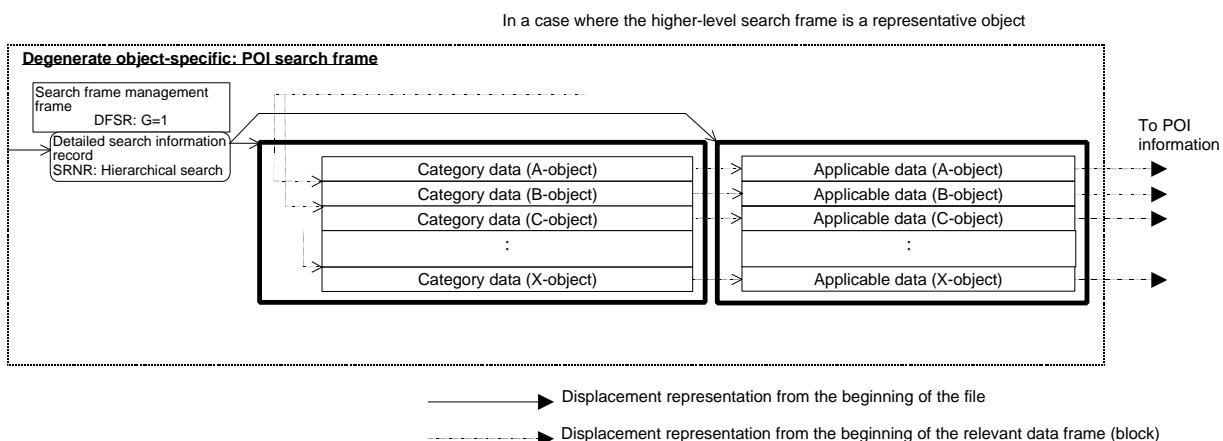 In a case where the higher-level search frame is a representative object
Degenerate object-specific: POI search frame
Search frame management
frame
DFSR: G=1
Detailed search information
record
SRNR: Hierarchical search
Category data (A-object)
Category data (B-object)
Category data (C-object)
:
Category data (X-object)
Applicable data (A-object)
Applicable data (B-object)
Applicable data (C-object)
:
Applicable data (X-object)
To POI
information
Displacement representation from the beginning of the file
Displacement representation from the beginning of the relevant data frame (block)